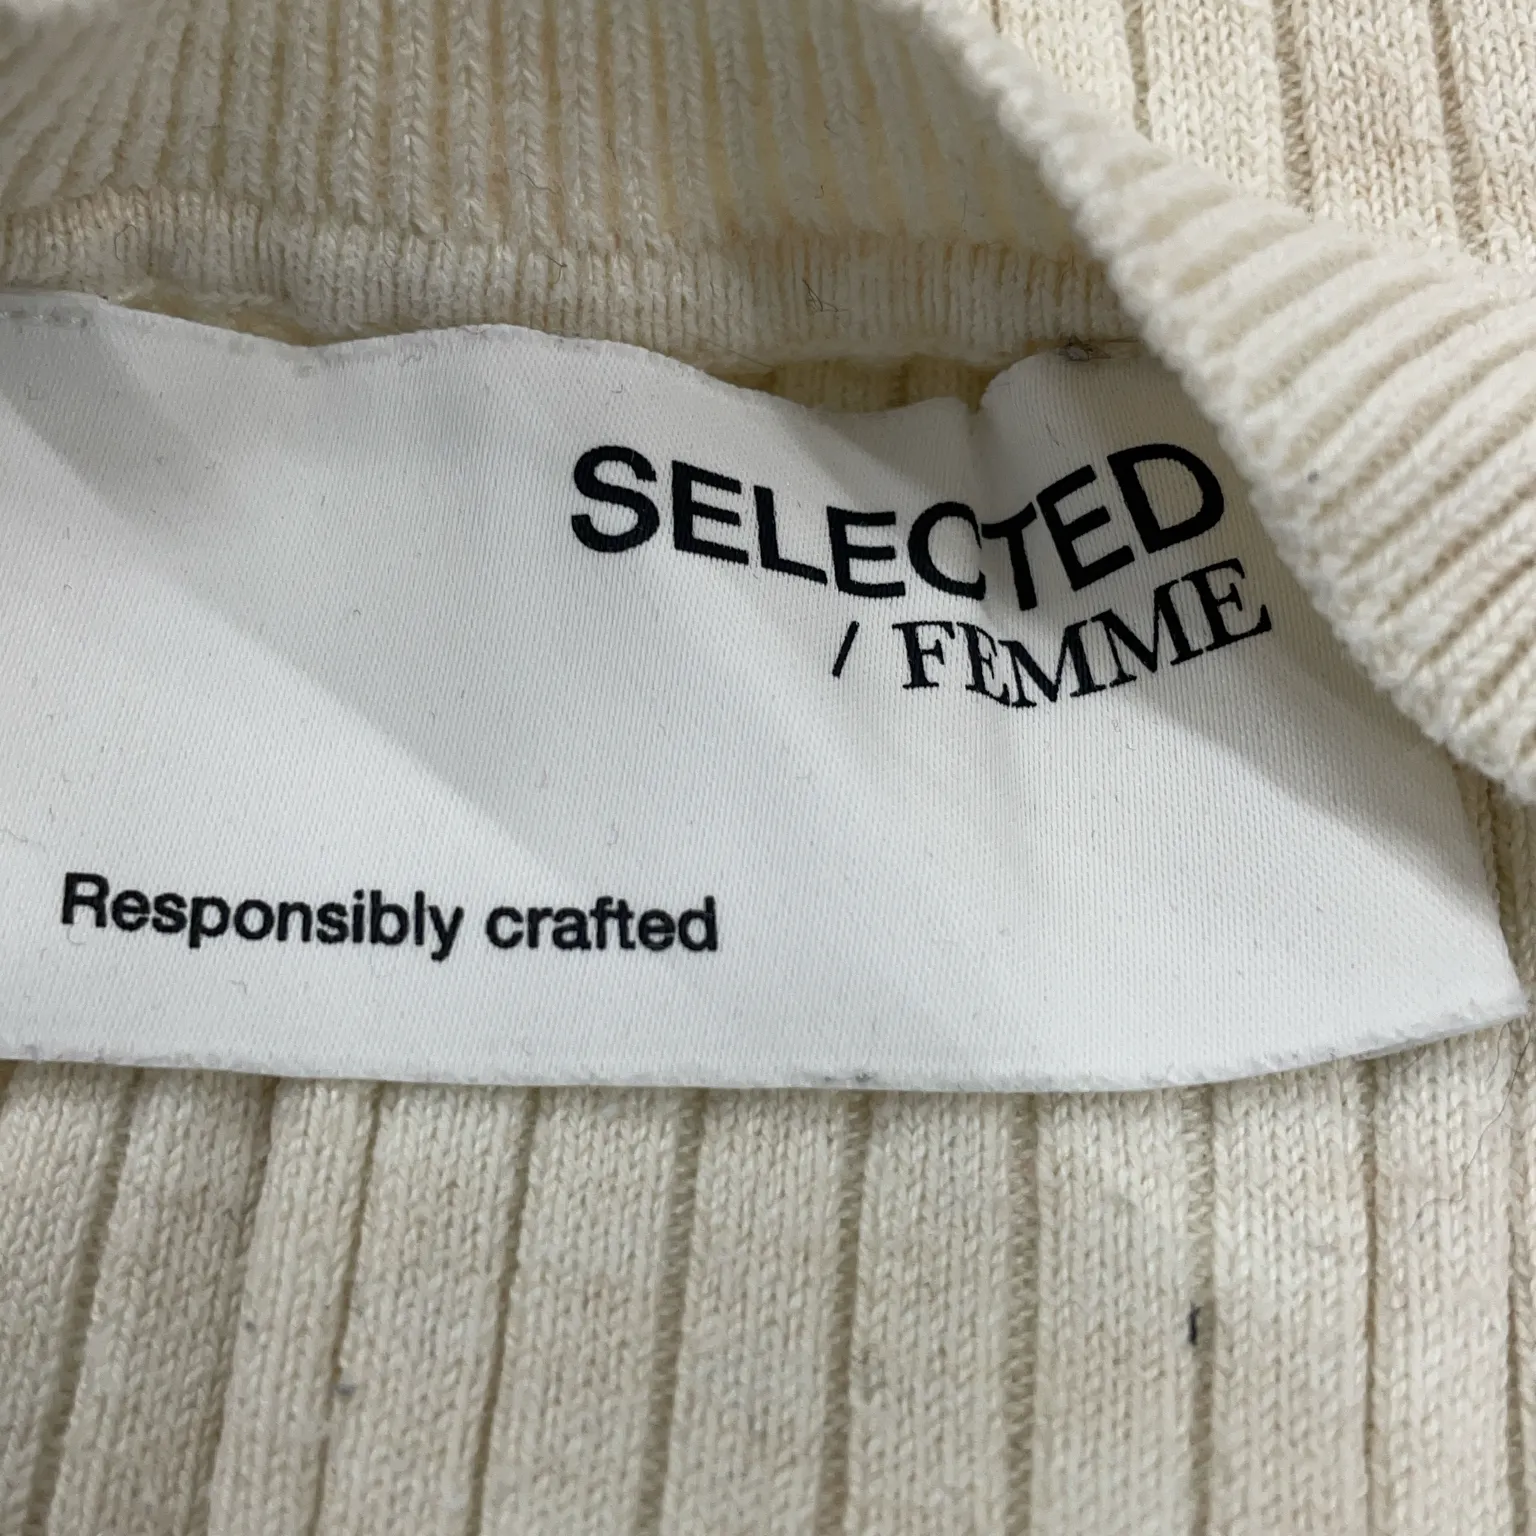 SELECTED
/ FEMME
Responsibly crafted